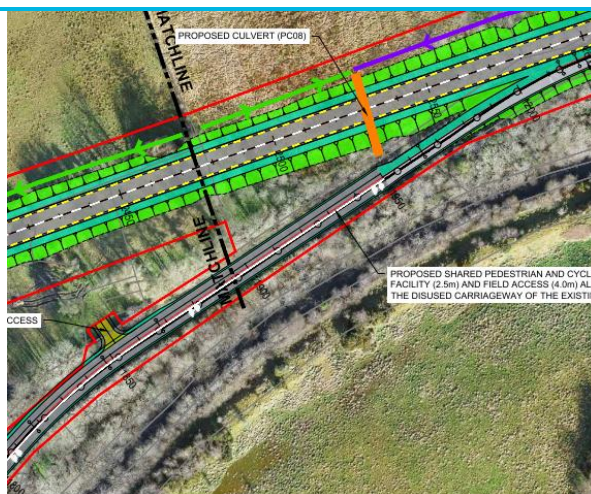 MATCHLINE
PROPOSED CULVERT (PC08)
MATCHLINE
PROPOSED SHARED PEDESTRIAN AND CYCL
FACILITY (2.5m) AND FIELD ACCESS (4.0m) AL
THE DISUSED CARRIAGEWAY OF THE EXISTI
CCESS